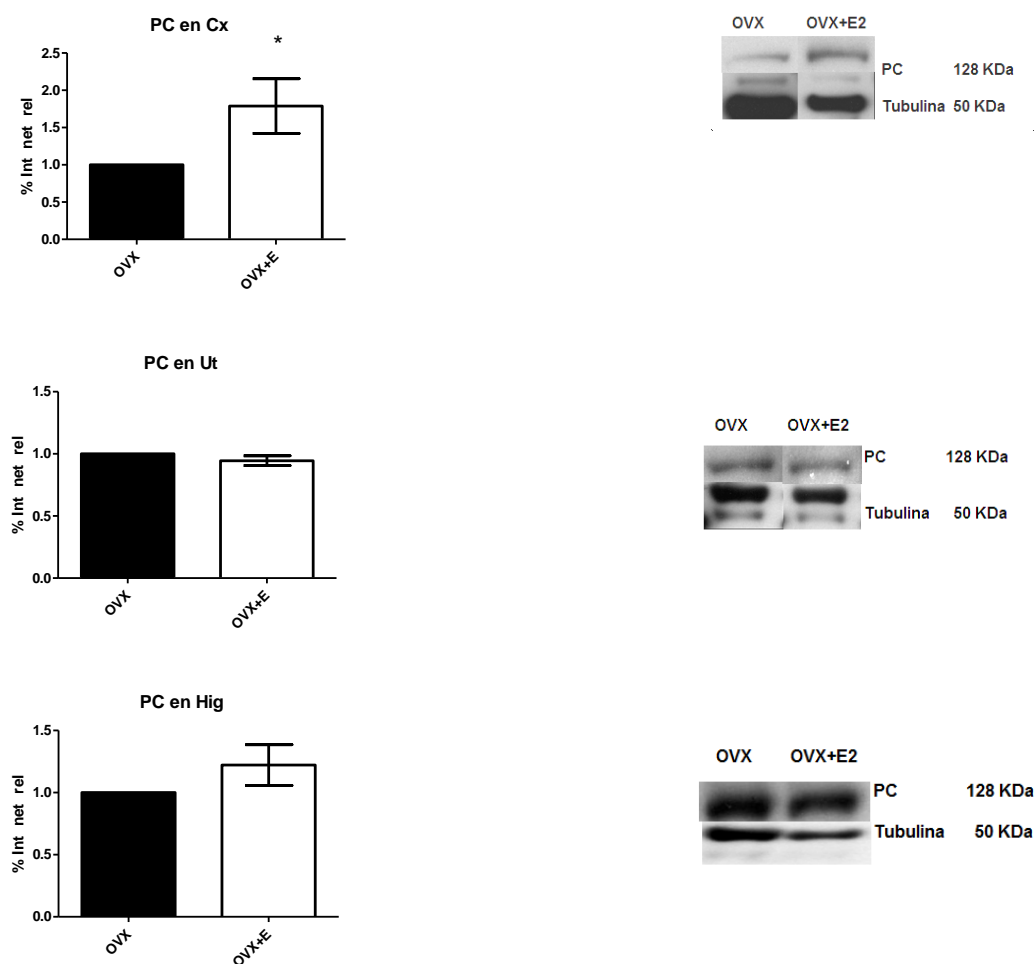 PC en Cx
*
% Int net rel
2.5
2.0
1.5
1.0
0.5
0.0
OVX
OVX+E
OVX OVX+E2
PC 128 KDa
Tubulina 50 KDa
PC en Ut
% Int net rel
1.5
1.0
0.5
0.0
OVX
OVX+E
OVX OVX+E2
PC 128 KDa
Tubulina 50 KDa
PC en Hig
% Int net rel
1.5
1.0
0.5
0.0
OVX
OVX+E
OVX OVX+E2
PC 128 KDa
Tubulina 50 KDa